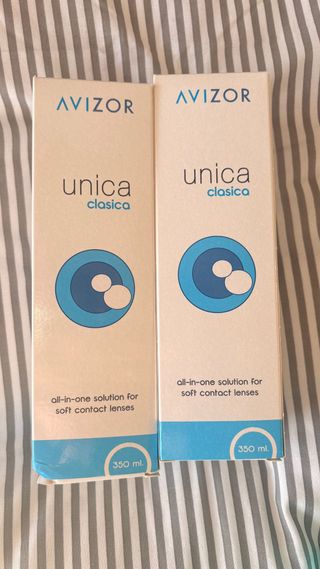 AVIZOR
unica
clasica
all-in-one solution for
soft contact lenses
350 ml.
AVIZOR
unica
clasica
all-in-one solution for
soft contact lenses
350 ml.